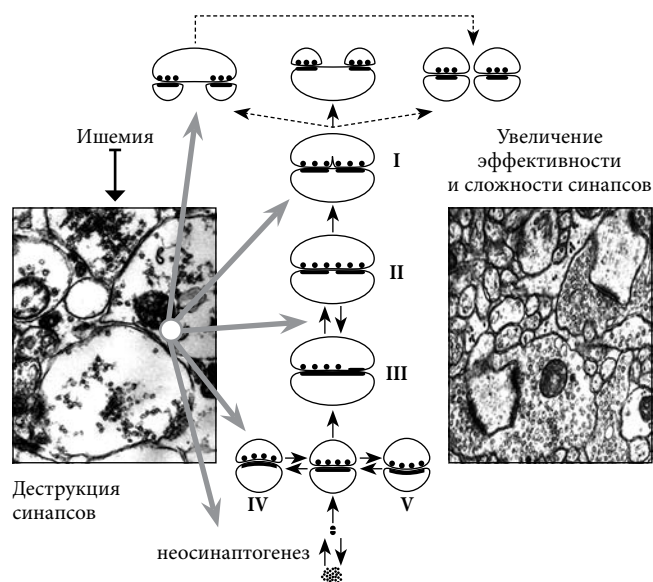 Ишемия
Увеличение
эффективности
и сложности синапсов
I
II
III
IV
V
Деструкция
синапсов
неосинаптогенез